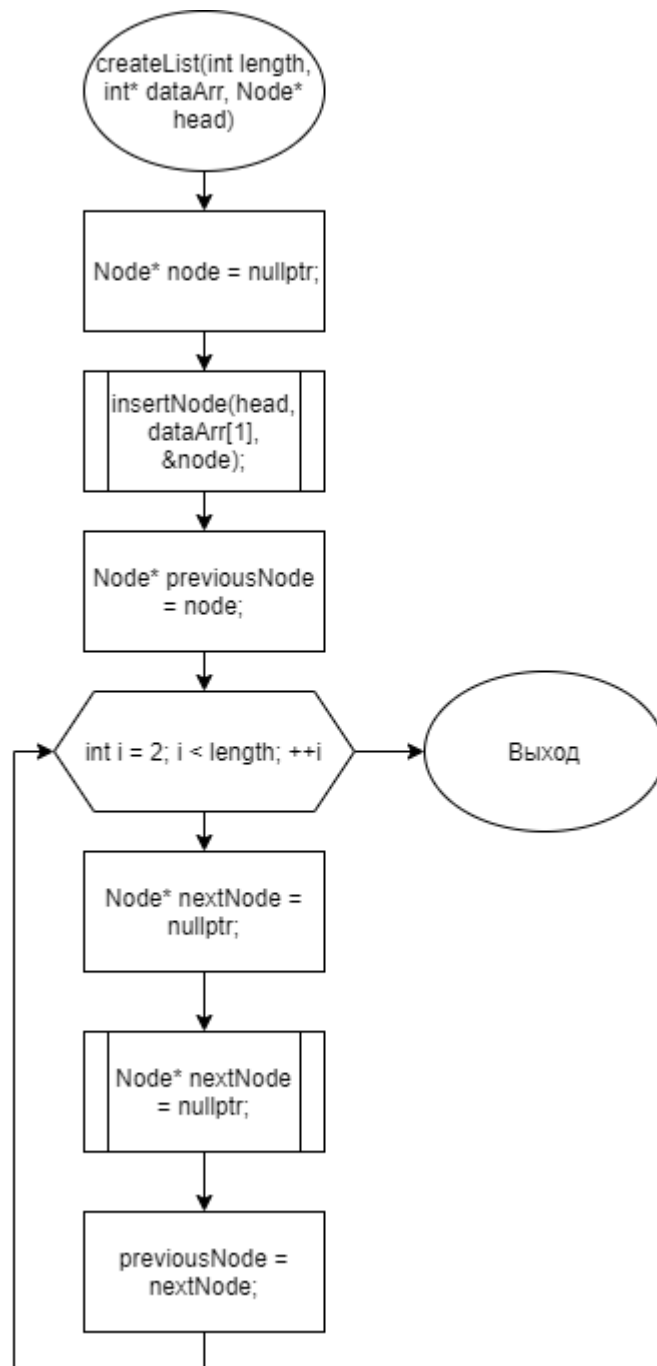 createList(int length,
int* dataArr, Node*
head)
Node* node = nullptr;
insertNode(head,
dataArr[1],
&node);
Node* previousNode
= node;
int i = 2; i < length; ++i
Выход
Node* nextNode =
nullptr;
Node* nextNode
= nullptr;
previousNode =
nextNode;